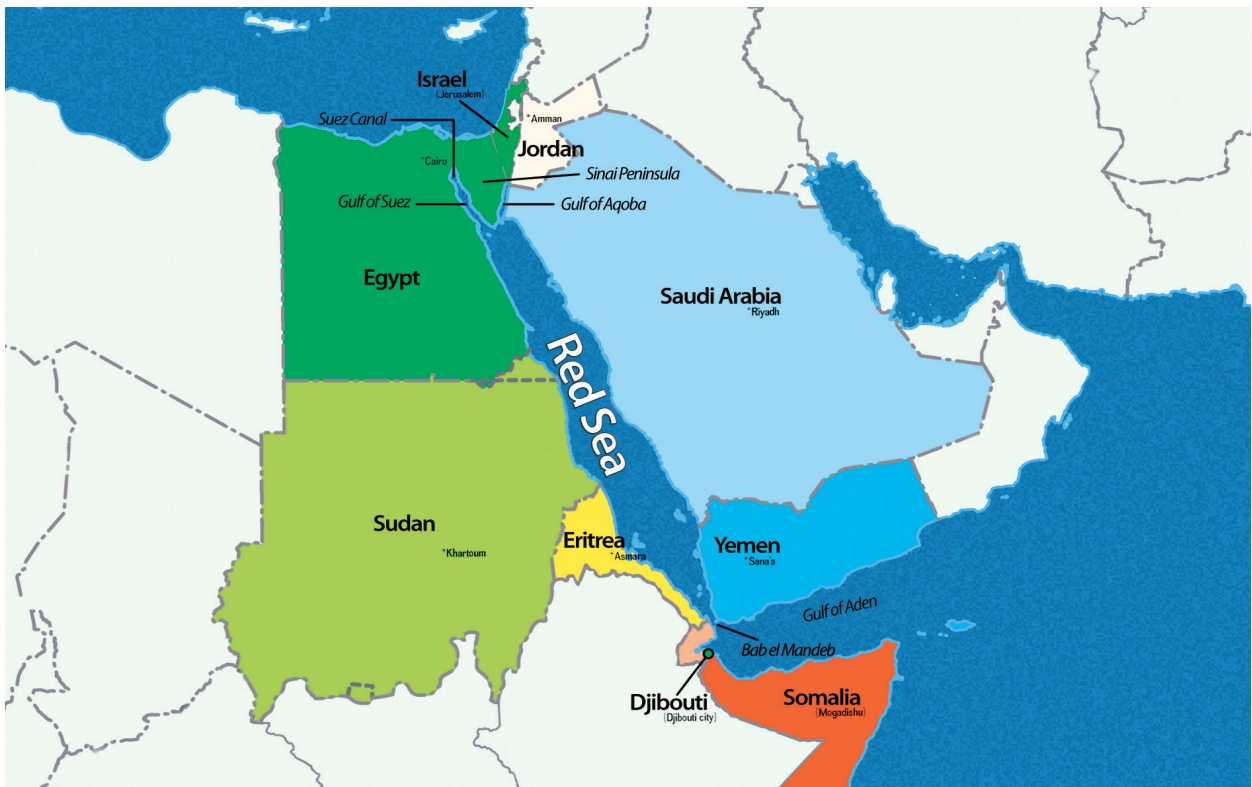 Israel
(Jerusalem)
Suez Canal
*Amman
Jordan
*Cairo
Sinai Peninsula
Gulf of Suez
Gulf of Aqoba
Egypt
Saudi Arabia
*Riyadh
Red Sea
Sudan
*Khartoum
Eritrea
*Asmara
Yemen
*Sana'a
Gulf of Aden
Bab el Mandeb
Djibouti
(Djibouti city)
Somalia
(Mogadishu)